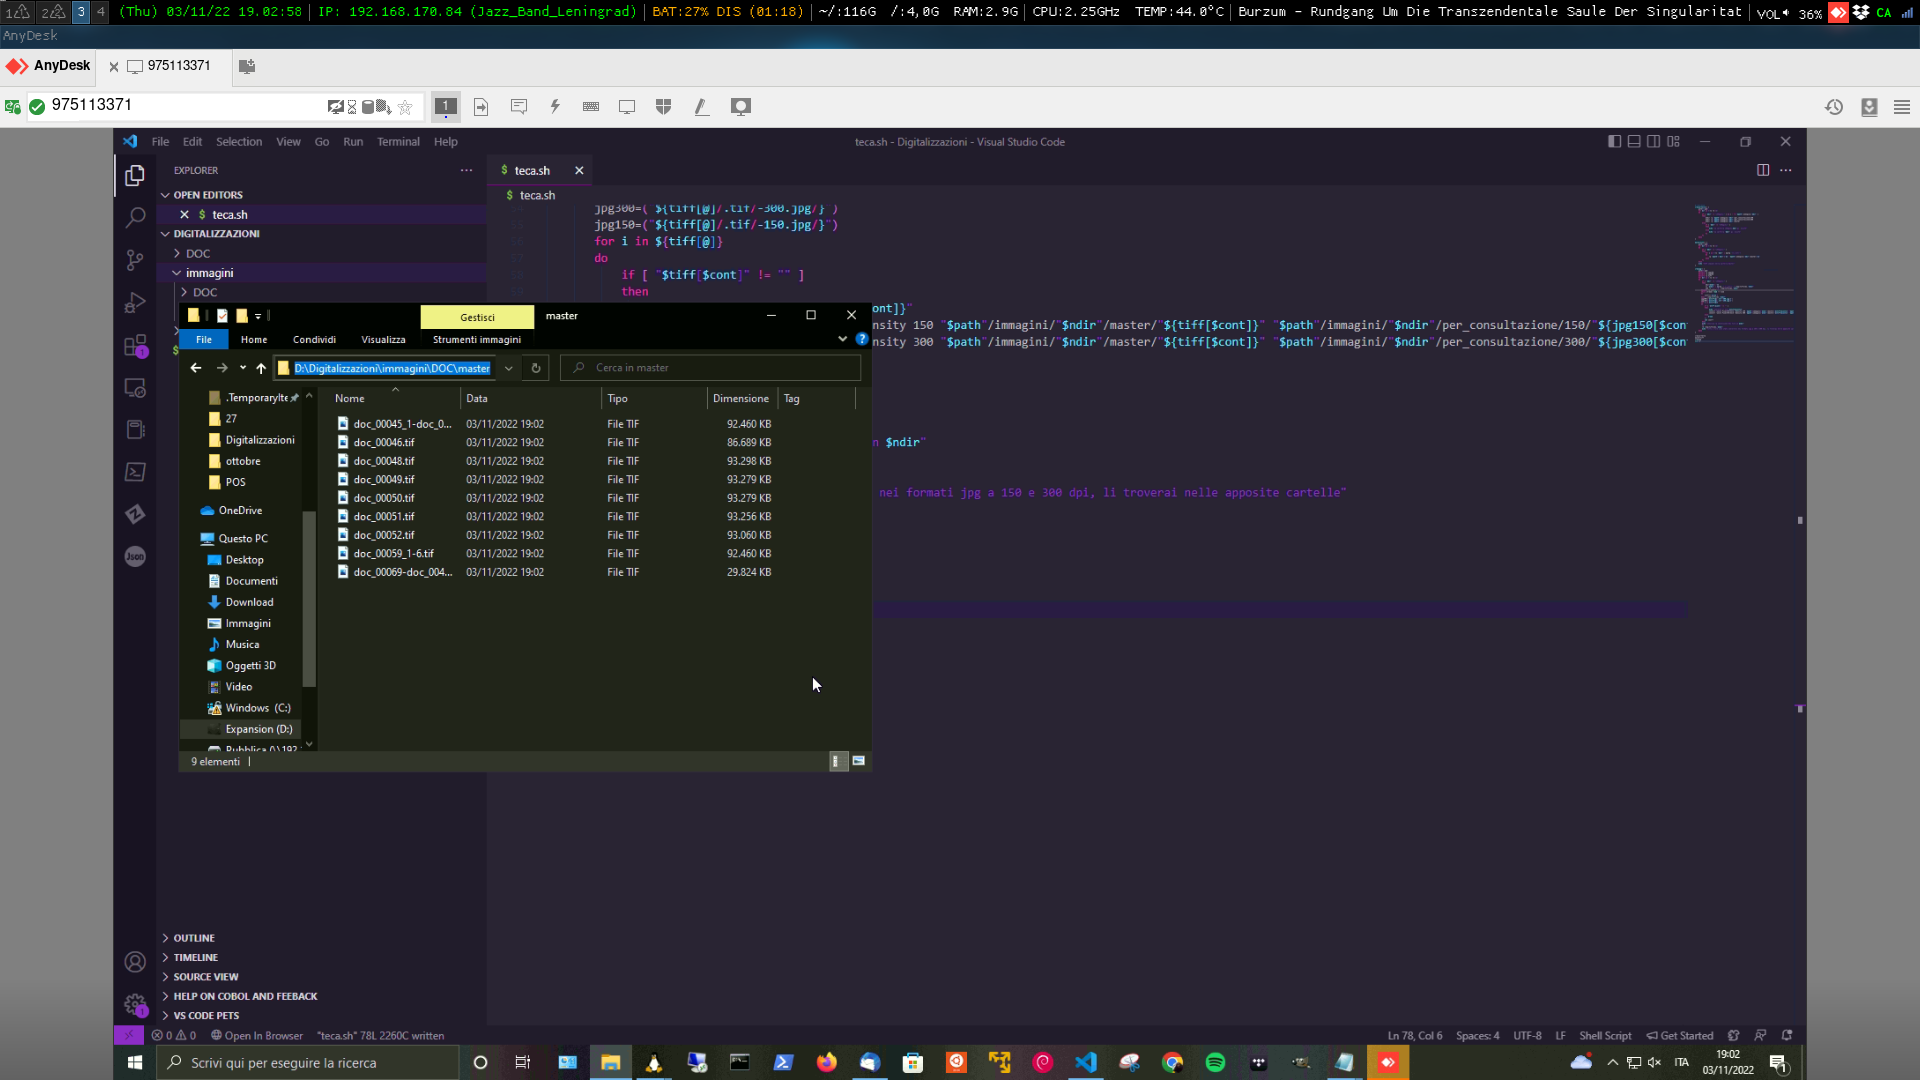 1 2 3 4 (Thu) 03/11/22 19.02:58 IP: 192.168.170.84 (Jazz_Band_Leningrad) BAT:27% DIS (01:18) ~/:116G /:4,0G RAM:2.9G CPU:2.25GHz TEMP:44.0°C Burzum - Rundgang Um Die Transzendentale Saule Der Singularitat VOL 36% CA
AnyDesk
AnyDesk 975113371
975113371 1
File Edit Selection View Go Run Terminal Help teca.sh - Digitalizzazioni - Visual Studio Code
EXPLORER
$ teca.sh
OPEN EDITORS
$ teca.sh
$ teca.sh
DIGITALIZZAZIONI
DOC
immagini
DOC
jpg300=("${tiff[@]/.tif/-300.jpg/}")
jpg150=("${tiff[@]/.tif/-150.jpg/}")
for i in ${tiff[@]}
do
if [ "$tiff[$cont]" != "" ]
then
cont]}"
nsity 150 "$path"/immagini/"$ndir"/master/"${tiff[$cont]}" "$path"/immagini/"$ndir"/per_consultazione/150/"${jpg150[$con
nsity 300 "$path"/immagini/"$ndir"/master/"${tiff[$cont]}" "$path"/immagini/"$ndir"/per_consultazione/300/"${jpg300[$con
n $ndir"
nei formati jpg a 150 e 300 dpi, li troverai nelle apposite cartelle"
Gestisci master
File Home Condividi Visualizza Strumenti immagini
D:\Digitalizzazioni\immagini\DOC\master Cerca in master
.TemporaryIte
27
Digitalizzazioni
ottobre
POS
OneDrive
Questo PC
Desktop
Documenti
Download
Immagini
Musica
Oggetti 3D
Video
Windows (C:)
Expansion (D:)
Pubblica (\\192
Nome Data Tipo Dimensione Tag
doc_00045_1-doc_0... 03/11/2022 19:02 File TIF 92.460 KB
doc_00046.tif 03/11/2022 19:02 File TIF 86.689 KB
doc_00048.tif 03/11/2022 19:02 File TIF 93.298 KB
doc_00049.tif 03/11/2022 19:02 File TIF 93.279 KB
doc_00050.tif 03/11/2022 19:02 File TIF 93.279 KB
doc_00051.tif 03/11/2022 19:02 File TIF 93.256 KB
doc_00052.tif 03/11/2022 19:02 File TIF 93.060 KB
doc_00059_1-6.tif 03/11/2022 19:02 File TIF 92.460 KB
doc_00069-doc_004... 03/11/2022 19:02 File TIF 29.824 KB
9 elementi
OUTLINE
TIMELINE
SOURCE VIEW
HELP ON COBOL AND FEEBACK
VS CODE PETS
0 0 Open In Browser "teca.sh" 78L 2260C written Ln 78, Col 6 Spaces: 4 UTF-8 LF Shell Script Get Started
Scrivi qui per eseguire la ricerca ITA 19:02
03/11/2022 1